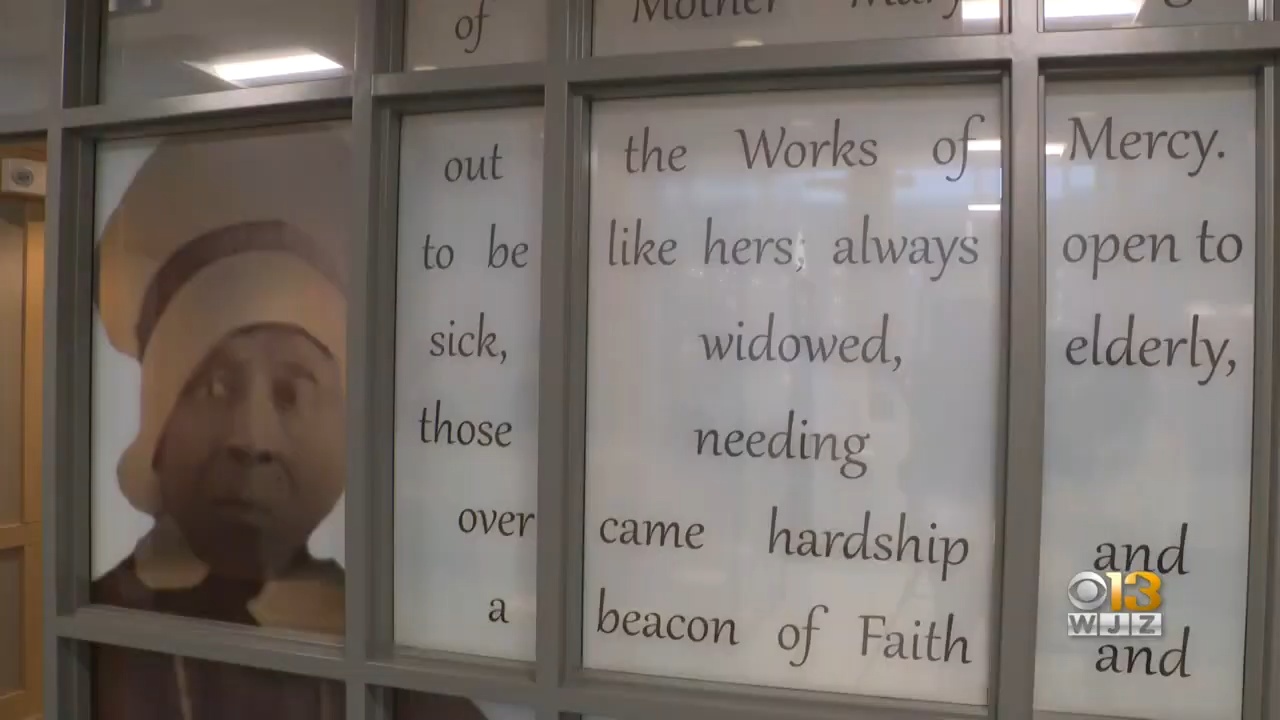 of Mother Mary
out the Works of Mercy.
to be like hers; always open to
sick, widowed, elderly,
those needing
over came hardship and
a beacon of Faith and
13
WJZ